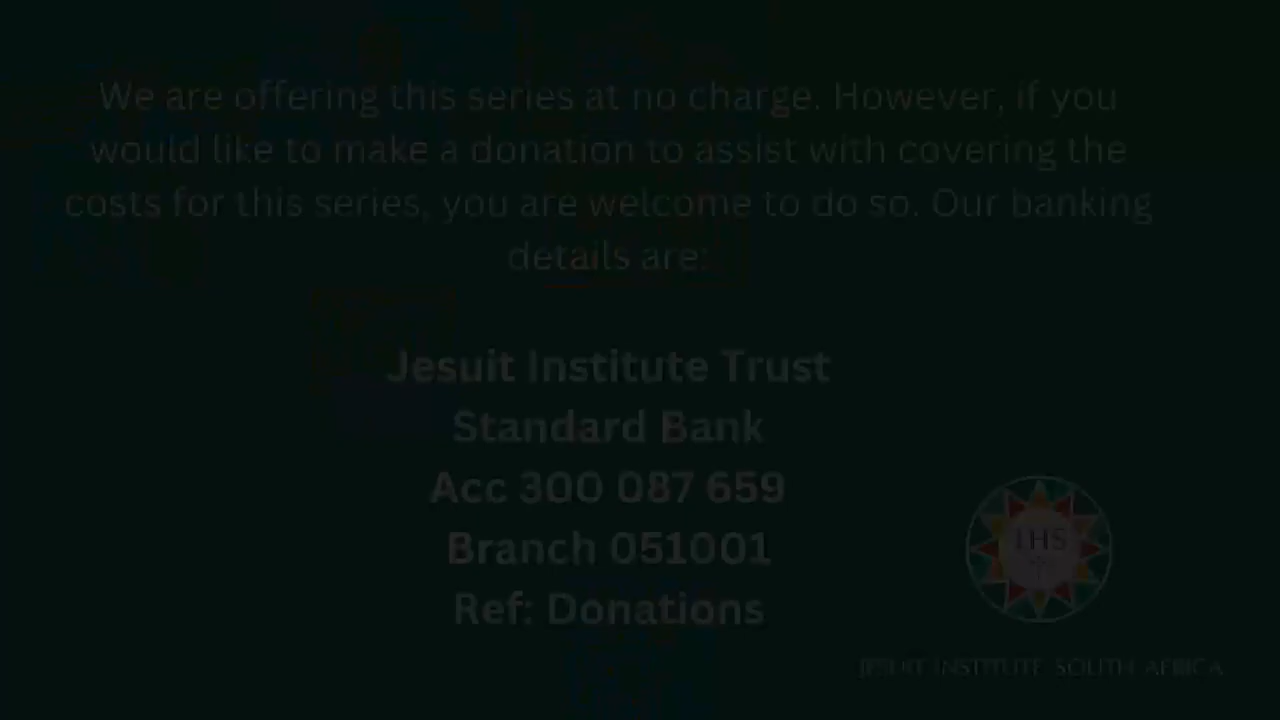 We are offering this series at no charge. However, if you
would like to make a donation to assist with covering the
costs for this series, you are welcome to do so. Our banking
details are:
Jesuit Institute Trust
Standard Bank
Acc 300 087 659
Branch 051001
Ref: Donations
IHS
JESUIT INSTITUTE SOUTH AFRICA